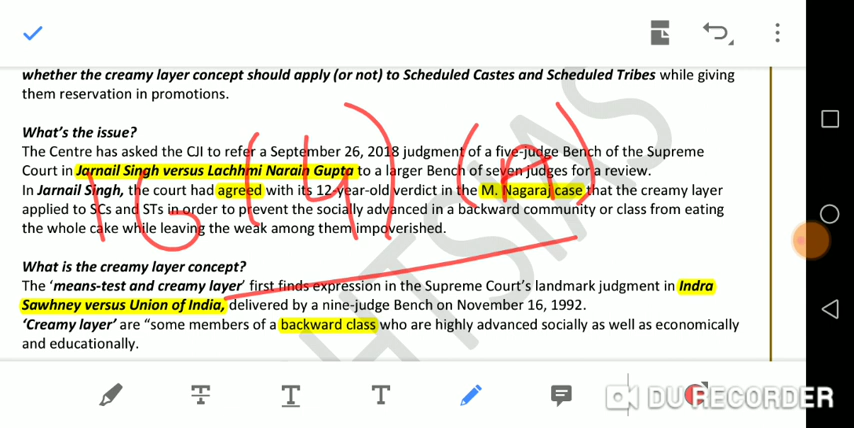 whether the creamy layer concept should apply (or not) to Scheduled Castes and Scheduled Tribes while giving
them reservation in promotions.
What's the issue?
The Centre has asked the CJI to refer a September 26, 2018 judgment of a five-judge Bench of the Supreme
Court in Jarnail Singh versus Lachhmi Narain Gupta to a larger Bench of seven judges for a review.
In Jarnail Singh, the court had agreed with its 12-year-old verdict in the M. Nagaraj case that the creamy layer
applied to SCs and STs in order to prevent the socially advanced in a backward community or class from eating
the whole cake while leaving the weak among them impoverished.
16 (4) (A)
What is the creamy layer concept?
The 'means-test and creamy layer' first finds expression in the Supreme Court's landmark judgment in Indra
Sawhney versus Union of India, delivered by a nine-judge Bench on November 16, 1992.
'Creamy layer' are "some members of a backward class who are highly advanced socially as well as economically
and educationally.
HTSIAS
T T T
DU RECORDER